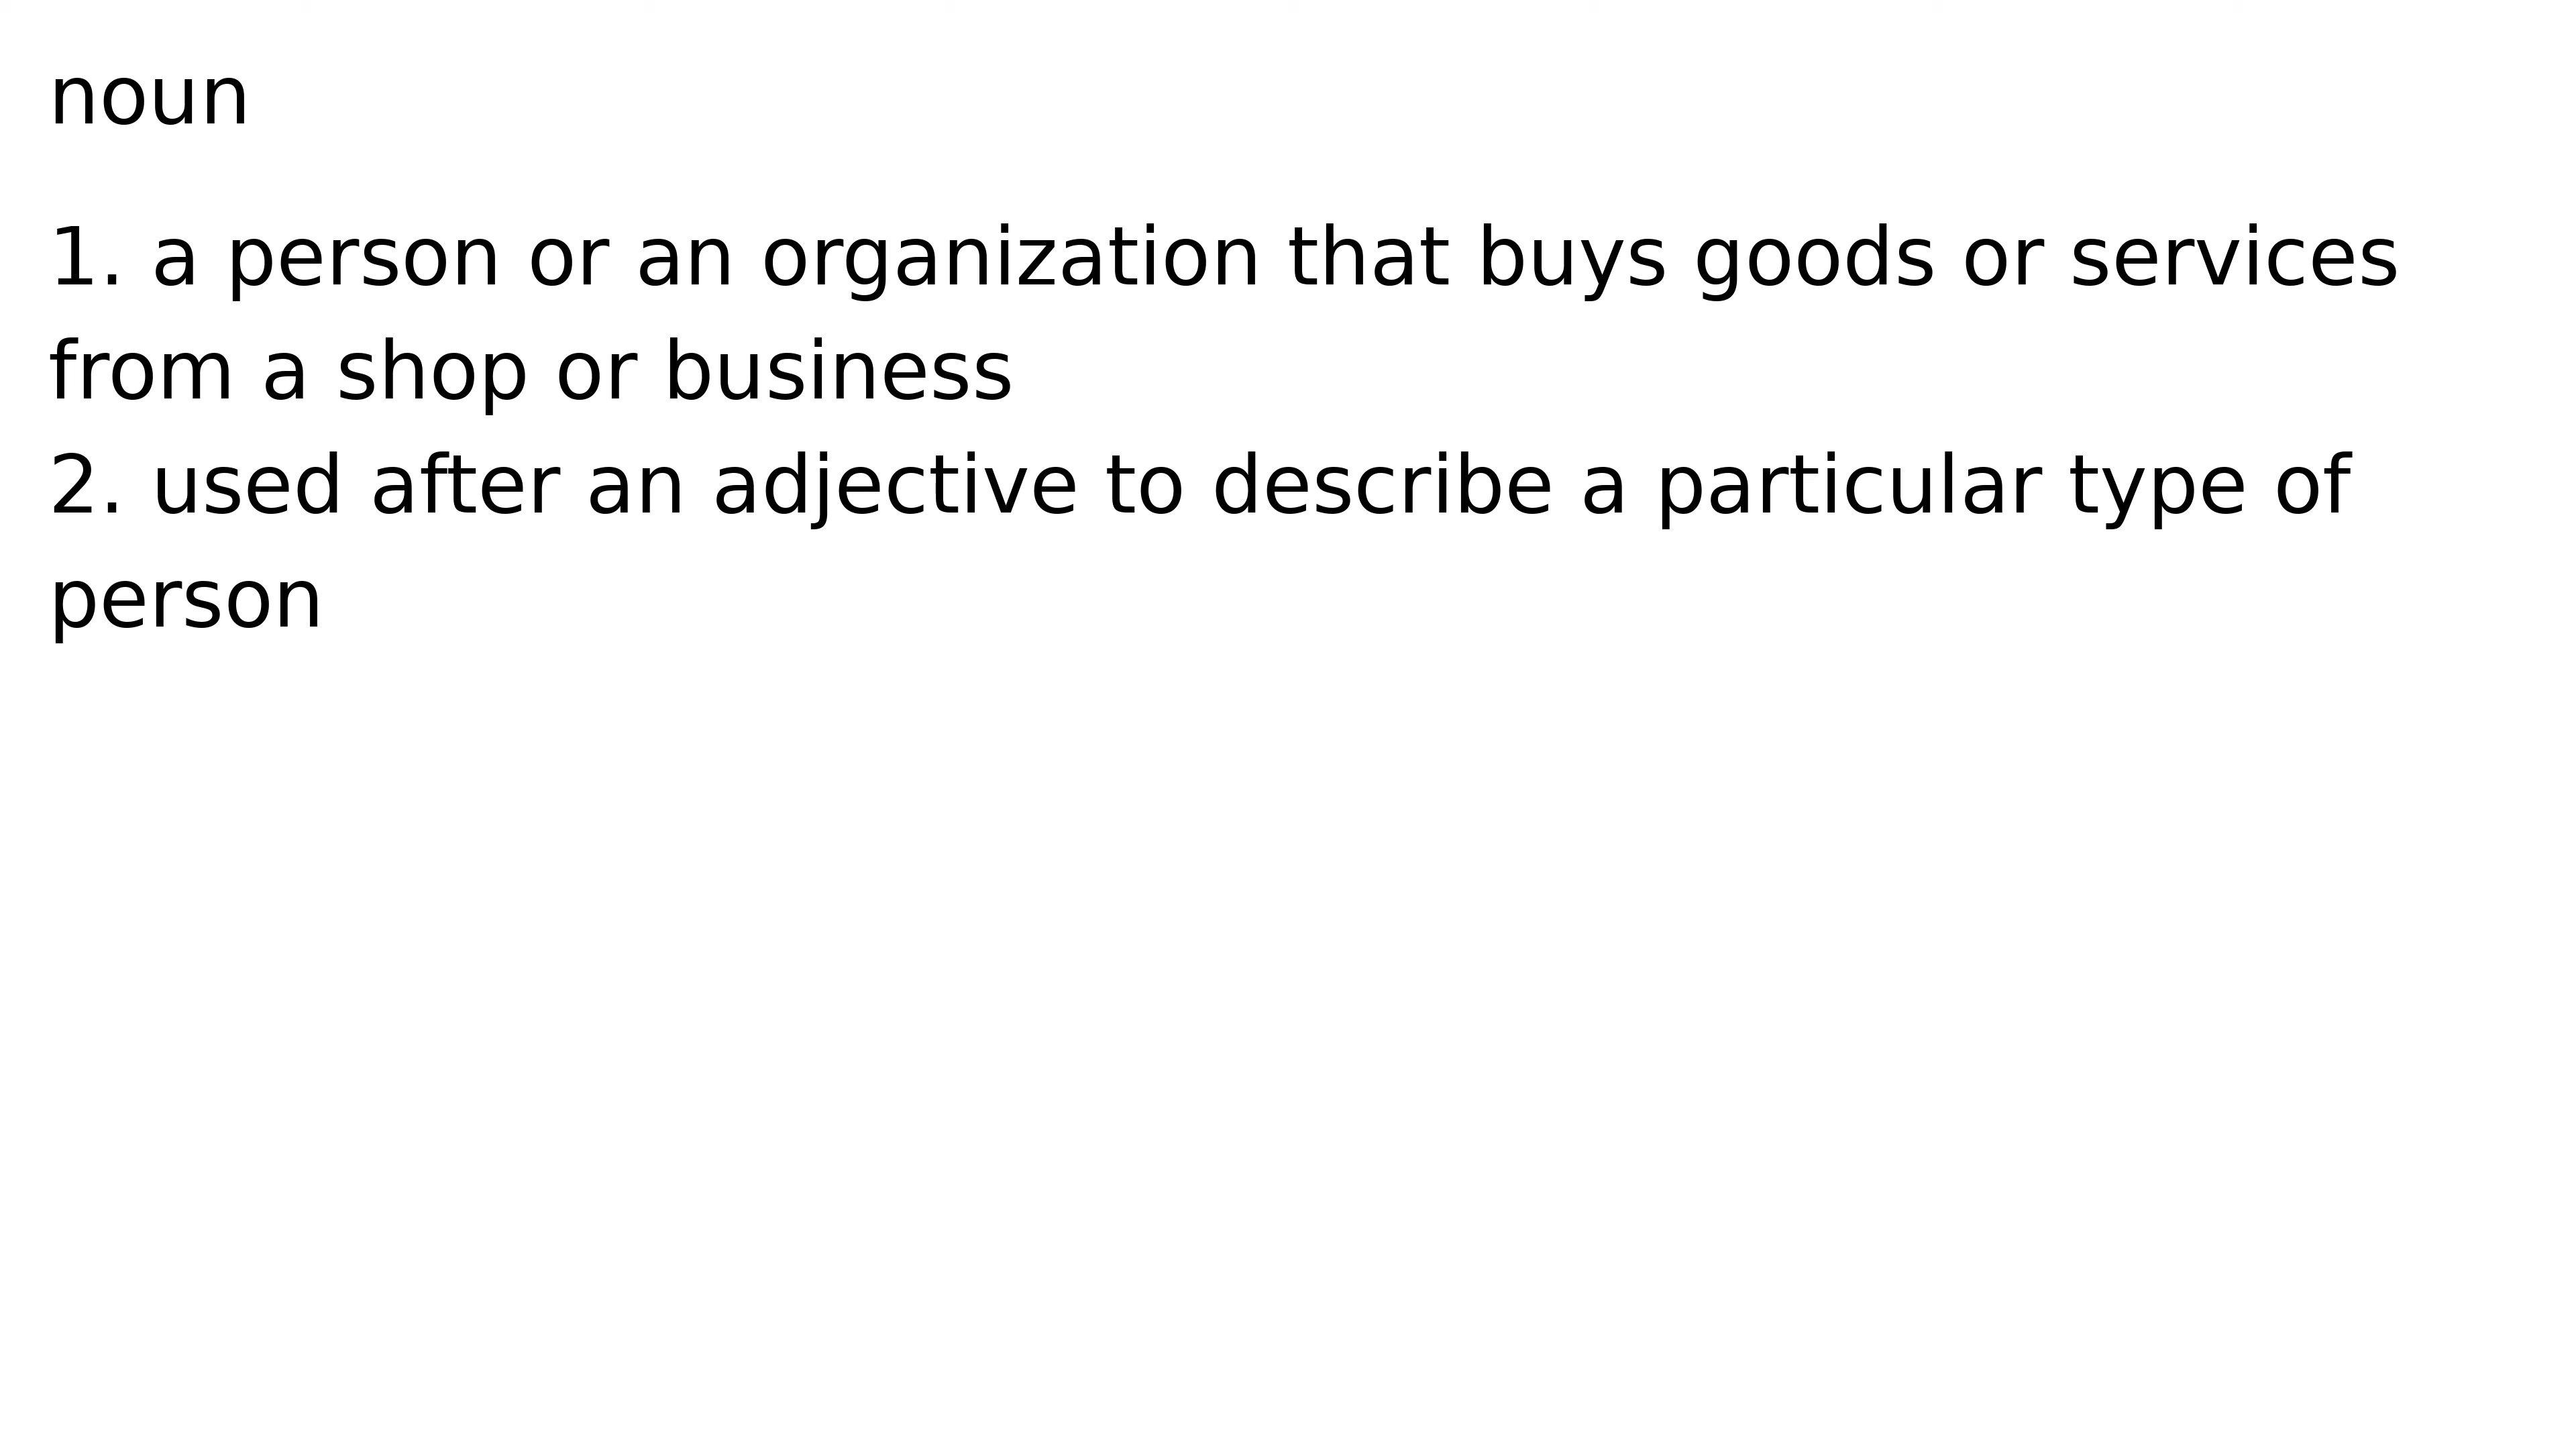 noun
1. a person or an organization that buys goods or services
from a shop or business
2. used after an adjective to describe a particular type of
person